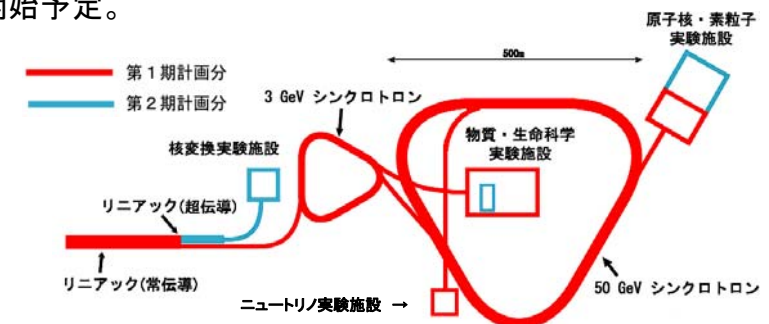 開始予定。
原子核・素粒子
実験施設
500m
第1期計画分
第2期計画分
3 GeV シンクロトロン
物質・生命科学
実験施設
核変換実験施設
リニアック(超伝導)
リニアック(常伝導)
50 GeV シンクロトロン
ニュートリノ実験施設 →